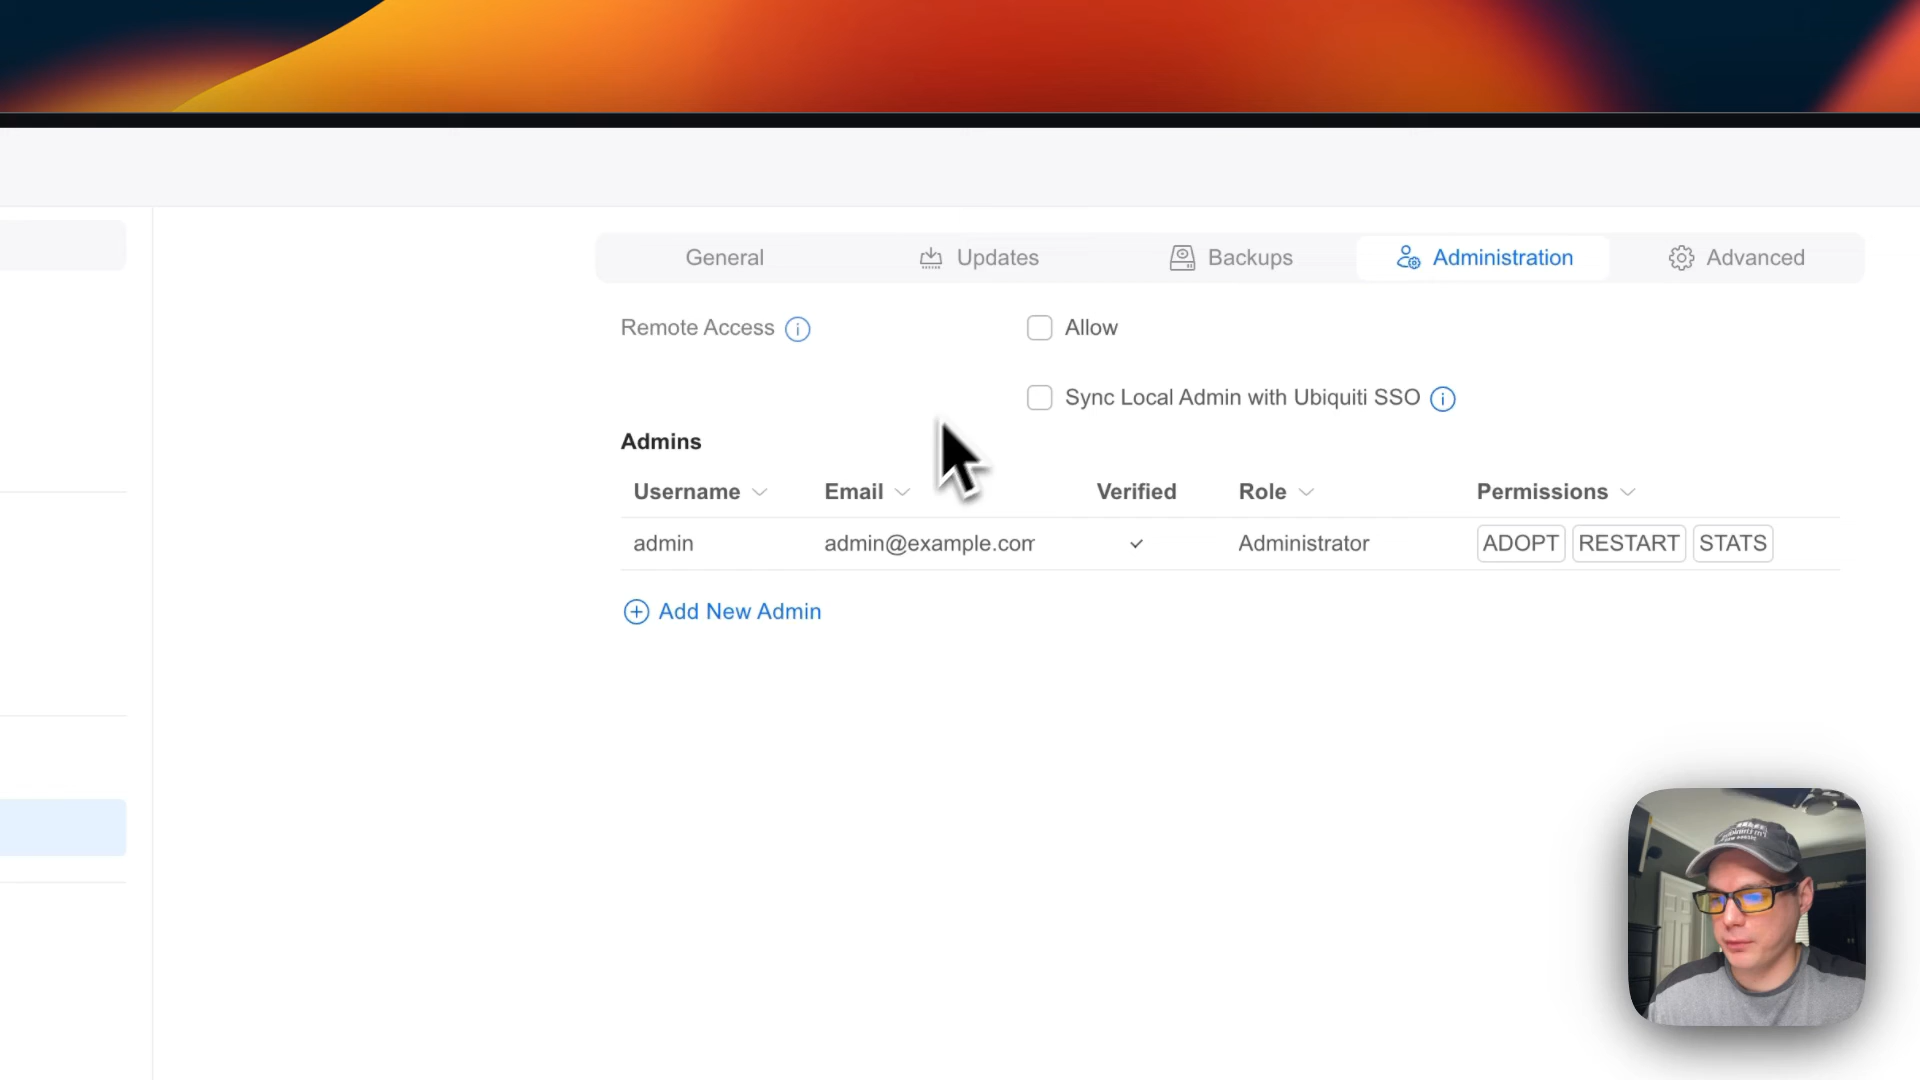 General Updates Backups Administration Advanced
Remote Access Allow
Sync Local Admin with Ubiquiti SSO
Admins
Username Email Verified Role Permissions
admin admin@example.com Administrator ADOPT RESTART STATS
Add New Admin